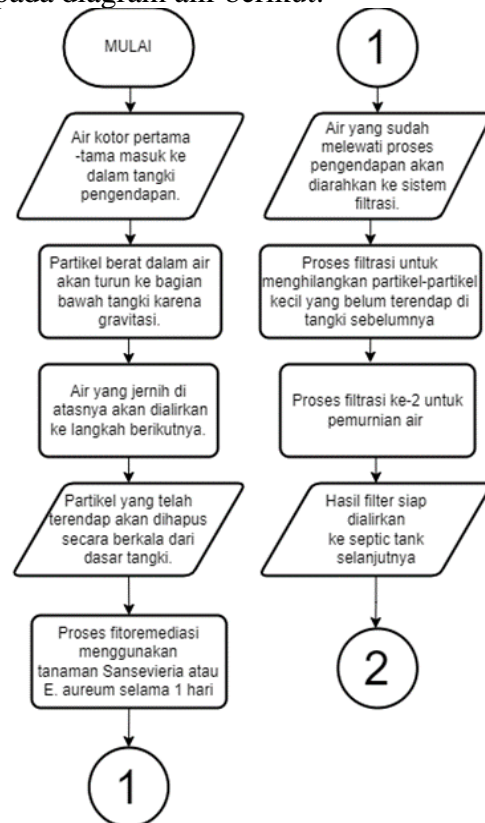 pada diagram alir berikut:
MULAI
Air kotor pertama
-tama masuk ke
dalam tangki
pengendapan.
Partikel berat dalam air
akan turun ke bagian
bawah tangki karena
gravitasi.
Air yang jernih di
atasnya akan dialirkan
ke langkah berikutnya.
Partikel yang telah
terendap akan dihapus
secara berkala dari
dasar tangki.
Proses fitoremediasi
menggunakan
tanaman Sansevieria atau
E. aureum selama 1 hari
1
1
Air yang sudah
melewati proses
pengendapan akan
diarahkan ke sistem
filtrasi.
Proses filtrasi untuk
menghilangkan partikel-partikel
kecil yang belum terendap di
tangki sebelumnya
Proses filtrasi ke-2 untuk
pemurnian air
Hasil filter siap
dialirkan
ke septic tank
selanjutnya
2